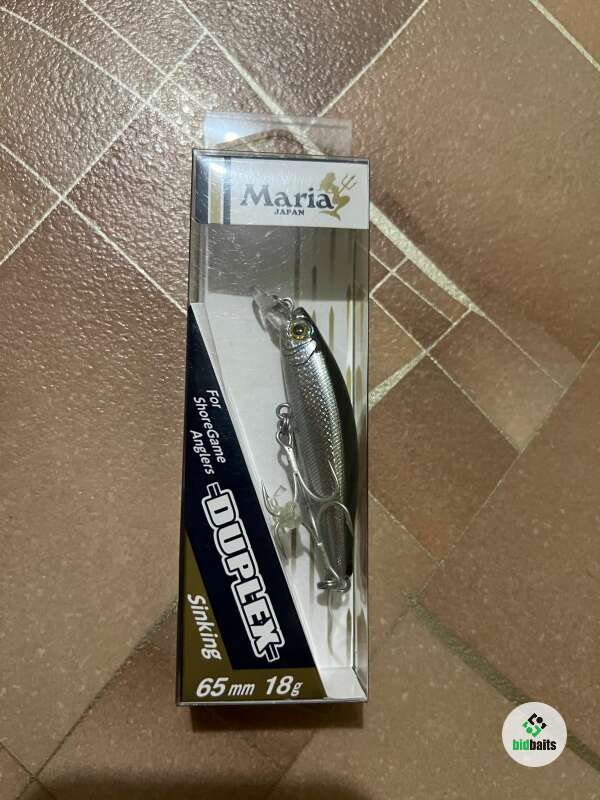 Maria
JAPAN
For
ShoreGame
Anglers
DUPLEX
Sinking
65mm 18g
bidbaits